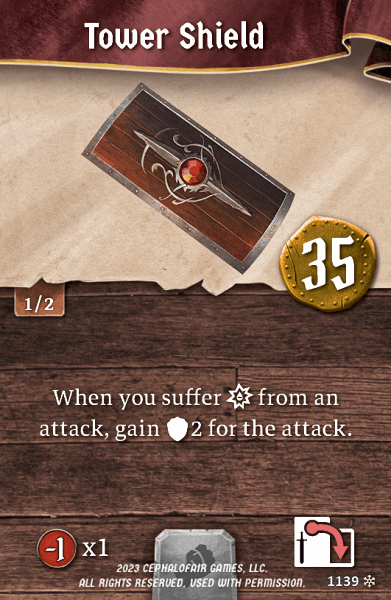 Tower Shield
35
1/2
When you suffer from an
attack, gain 2 for the attack.
-1 x1
2023 CEPHALOFAIR GAMES, LLC.
ALL RIGHTS RESERVED. USED WITH PERMISSION.
1139